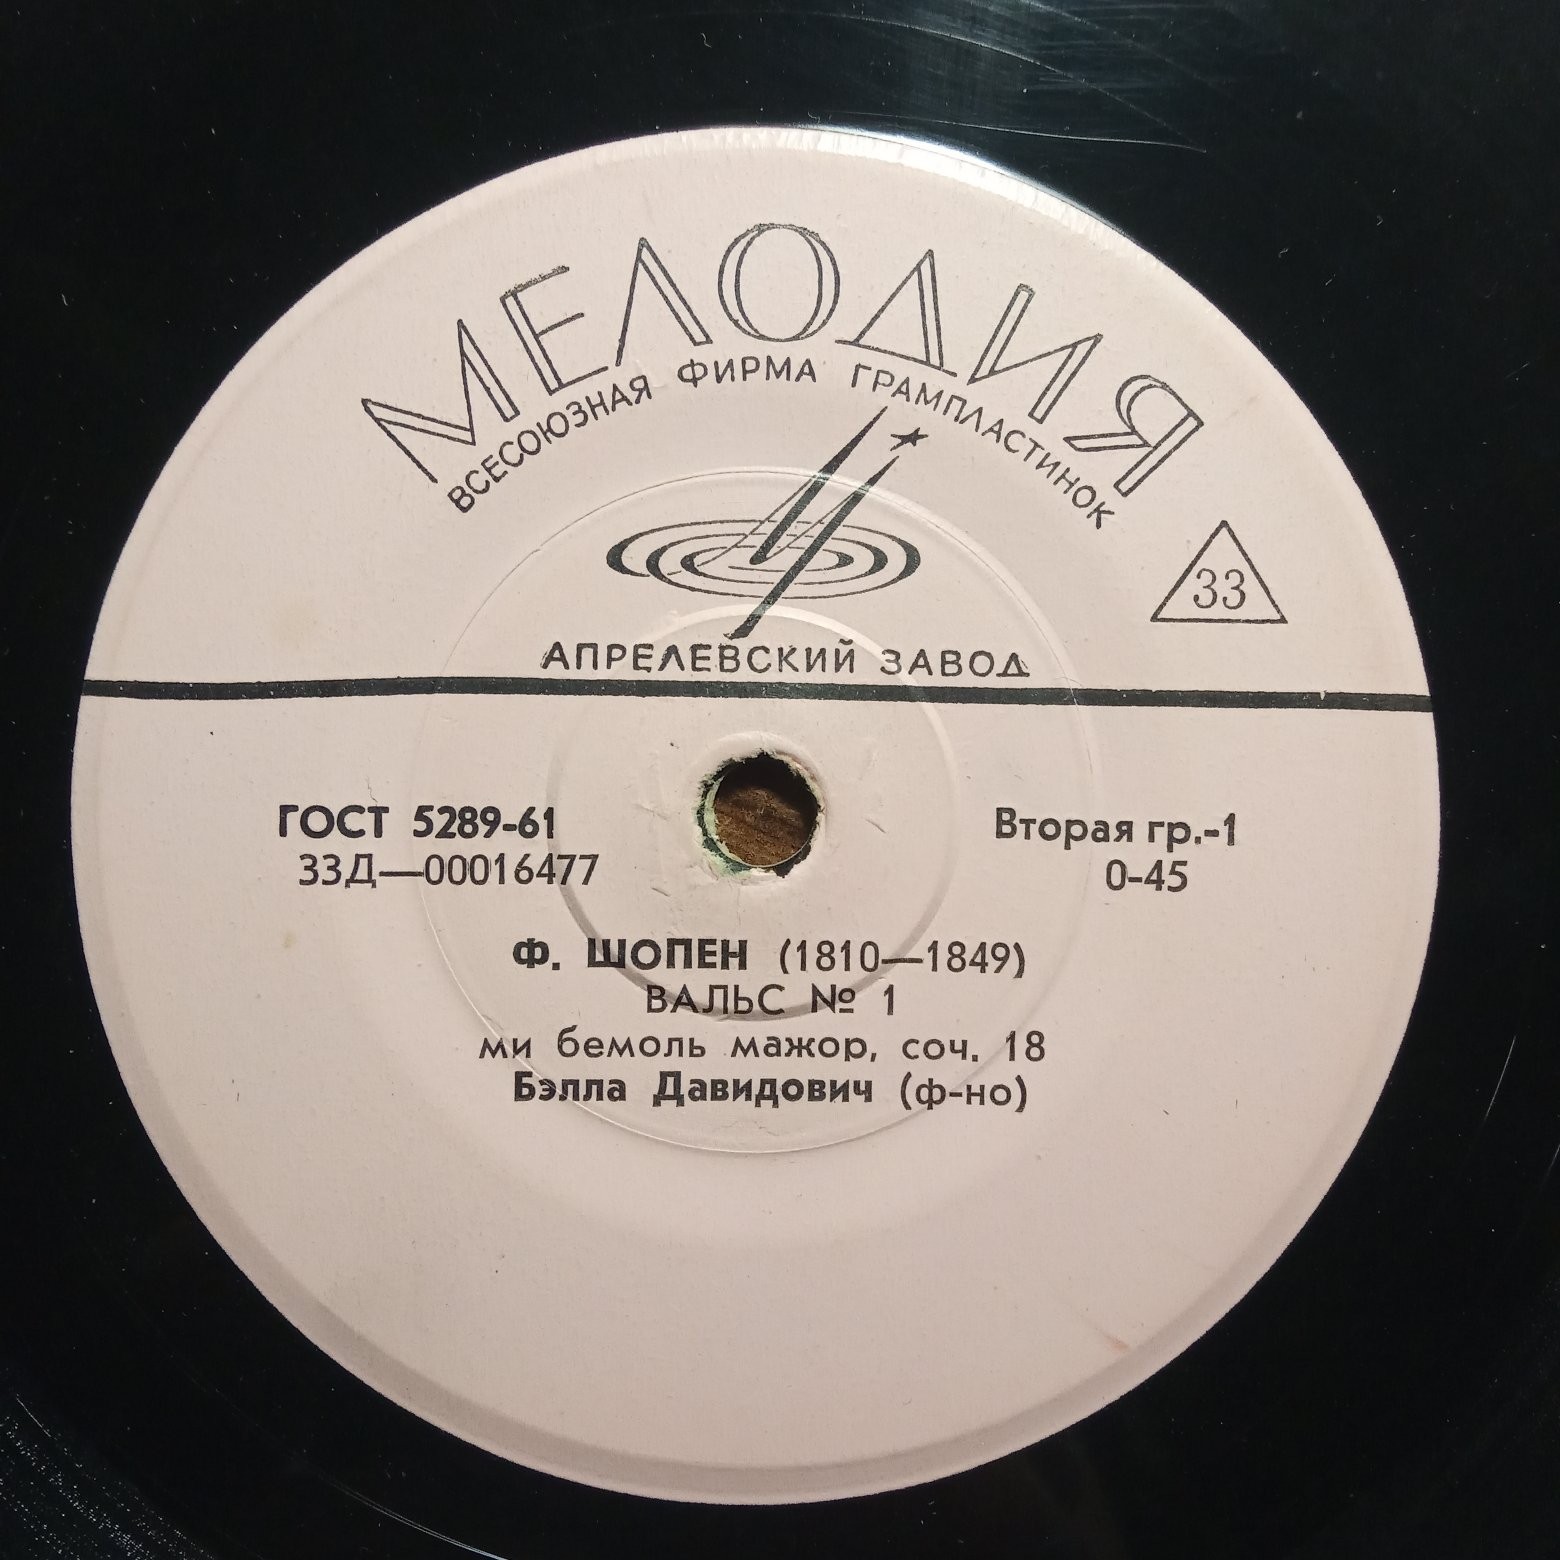 МЕЛОДИЯ
ВСЕСОЮЗНАЯ ФИРМА ГРАМПЛАСТИНОК
33
АПРЕЛЕВСКИЙ ЗАВОД
ГОСТ 5289-61
33Д—00016477
Вторая гр.-1
0-45
Ф. ШОПЕН (1810—1849)
ВАЛЬС № 1
ми бемоль мажор, соч. 18
Бэлла Давидович (ф-но)